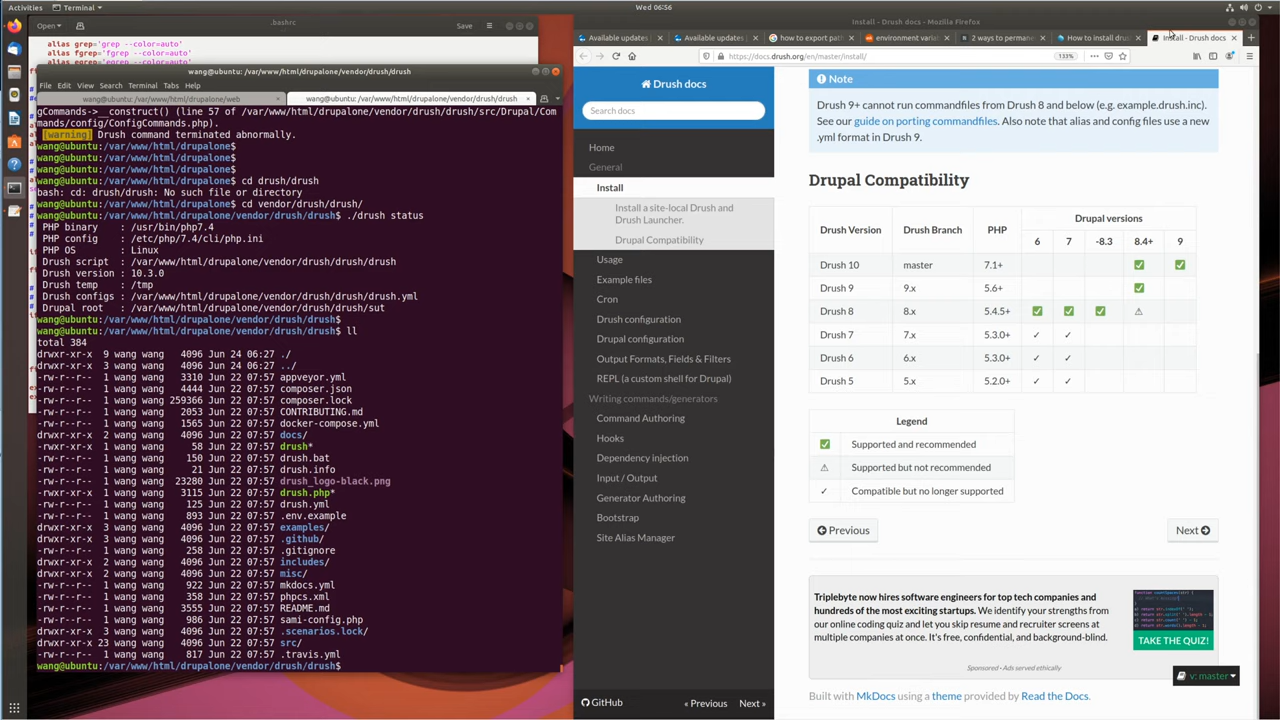 Activities
Terminal
Wed 06:56
Open
.bashrc
Save
alias grep='grep --color=auto'
alias fgrep='fgrep --color=auto'
wang@ubuntu: /var/www/html/drupalone/vendor/drush/drush
File Edit View Search Terminal Tabs Help
wang@ubuntu: /var/www/html/drupalone/web
wang@ubuntu: /var/www/html/drupalone/vendor/drush/drush
gCommands->__construct() (line 57 of /var/www/html/drupalone/vendor/drush/drush/src/Drupal/Com
mands/config/ConfigCommands.php).
[warning] Drush command terminated abnormally.
wang@ubuntu:/var/www/html/drupalone$
wang@ubuntu:/var/www/html/drupalone$
wang@ubuntu:/var/www/html/drupalone$
wang@ubuntu:/var/www/html/drupalone$ cd drush/drush
bash: cd: drush/drush: No such file or directory
wang@ubuntu:/var/www/html/drupalone$ cd vendor/drush/drush/
wang@ubuntu:/var/www/html/drupalone/vendor/drush/drush$ ./drush status
PHP binary : /usr/bin/php7.4
PHP config : /etc/php/7.4/cli/php.ini
PHP OS : Linux
Drush script : /var/www/html/drupalone/vendor/drush/drush/drush
Drush version : 10.3.0
Drush temp : /tmp
Drush configs : /var/www/html/drupalone/vendor/drush/drush/drush.yml
Drupal root : /var/www/html/drupalone/vendor/drush/drush/sut
wang@ubuntu:/var/www/html/drupalone/vendor/drush/drush$
wang@ubuntu:/var/www/html/drupalone/vendor/drush/drush$ ll
total 384
drwxr-xr-x 9 wang wang 4096 Jun 24 06:27 ./
drwxr-xr-x 3 wang wang 4096 Jun 24 06:27 ../
-rw-r--r-- 1 wang wang 3310 Jun 22 07:57 appveyor.yml
-rw-r--r-- 1 wang wang 4444 Jun 22 07:57 composer.json
-rw-r--r-- 1 wang wang 259366 Jun 22 07:57 composer.lock
-rw-r--r-- 1 wang wang 2053 Jun 22 07:57 CONTRIBUTING.md
-rw-r--r-- 1 wang wang 1565 Jun 22 07:57 docker-compose.yml
drwxr-xr-x 2 wang wang 4096 Jun 22 07:57 docs/
-rwxr-xr-x 1 wang wang 58 Jun 22 07:57 drush*
-rw-r--r-- 1 wang wang 150 Jun 22 07:57 drush.bat
-rw-r--r-- 1 wang wang 21 Jun 22 07:57 drush.info
-rw-r--r-- 1 wang wang 23280 Jun 22 07:57 drush_logo-black.png
-rwxr-xr-x 1 wang wang 3115 Jun 22 07:57 drush.php*
-rw-r--r-- 1 wang wang 125 Jun 22 07:57 drush.yml
-rw-r--r-- 1 wang wang 893 Jun 22 07:57 .env.example
drwxr-xr-x 3 wang wang 4096 Jun 22 07:57 examples/
drwxr-xr-x 3 wang wang 4096 Jun 22 07:57 .github/
-rw-r--r-- 1 wang wang 258 Jun 22 07:57 .gitignore
drwxr-xr-x 2 wang wang 4096 Jun 22 07:57 includes/
drwxr-xr-x 2 wang wang 4096 Jun 22 07:57 misc/
-rw-r--r-- 1 wang wang 922 Jun 22 07:57 mkdocs.yml
-rw-r--r-- 1 wang wang 358 Jun 22 07:57 phpcs.xml
-rw-r--r-- 1 wang wang 3555 Jun 22 07:57 README.md
-rw-r--r-- 1 wang wang 986 Jun 22 07:57 sami-config.php
drwxr-xr-x 3 wang wang 4096 Jun 22 07:57 .scenarios.lock/
drwxr-xr-x 23 wang wang 4096 Jun 22 07:57 src/
-rw-r--r-- 1 wang wang 817 Jun 22 07:57 .travis.yml
wang@ubuntu:/var/www/html/drupalone/vendor/drush/drush$
Install - Drush docs - Mozilla Firefox
Available updates
Available updates
how to export pat
environment varia
2 ways to permane
How to install drus
Install - Drush docs
https://docs.drush.org/en/master/install/
133%
Drush docs
Search docs
Home
General
Install
Install a site-local Drush and
Drush Launcher.
Drupal Compatibility
Usage
Example files
Cron
Drush configuration
Drupal configuration
Output Formats, Fields & Filters
REPL (a custom shell for Drupal)
Writing commands/generators
Command Authoring
Hooks
Dependency injection
Input / Output
Generator Authoring
Bootstrap
Site Alias Manager
GitHub
« Previous
Next »
Note
Drush 9+ cannot run commandfiles from Drush 8 and below (e.g. example.drush.inc).
See our guide on porting commandfiles. Also note that alias and config files use a new
.yml format in Drush 9.
Drupal Compatibility
Drush Version Drush Branch PHP Drupal versions
6 7 -8.3 8.4+ 9
Drush 10 master 7.1+ ✅ ✅
Drush 9 9.x 5.6+ ✅
Drush 8 8.x 5.4.5+ ✅ ✅ ✅ ⚠
Drush 7 7.x 5.3.0+ ✓ ✓
Drush 6 6.x 5.3.0+ ✓ ✓
Drush 5 5.x 5.2.0+ ✓ ✓
Legend
✅ Supported and recommended
⚠ Supported but not recommended
✓ Compatible but no longer supported
Previous
Next
Triplebyte now hires software engineers for top tech companies and
hundreds of the most exciting startups. We identify your strengths from
our online coding quiz and let you skip resume and recruiter screens at
multiple companies at once. It's free, confidential, and background-blind.
TAKE THE QUIZ!
Sponsored · Ads served ethically
v: master
Built with MkDocs using a theme provided by Read the Docs.